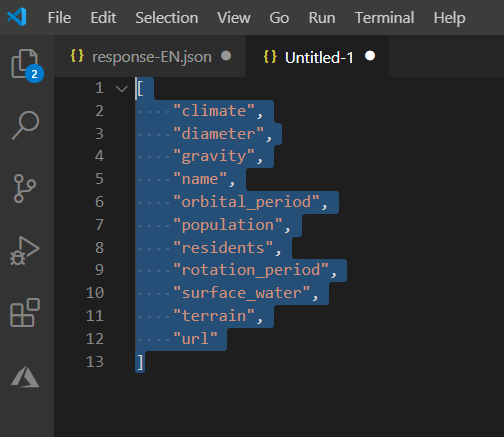 File Edit Selection View Go Run Terminal Help
{ } response-EN.json { } Untitled-1
2
1 [
2 "climate",
3 "diameter",
4 "gravity",
5 "name",
6 "orbital_period",
7 "population",
8 "residents",
9 "rotation_period",
10 "surface_water",
11 "terrain",
12 "url"
13 ]